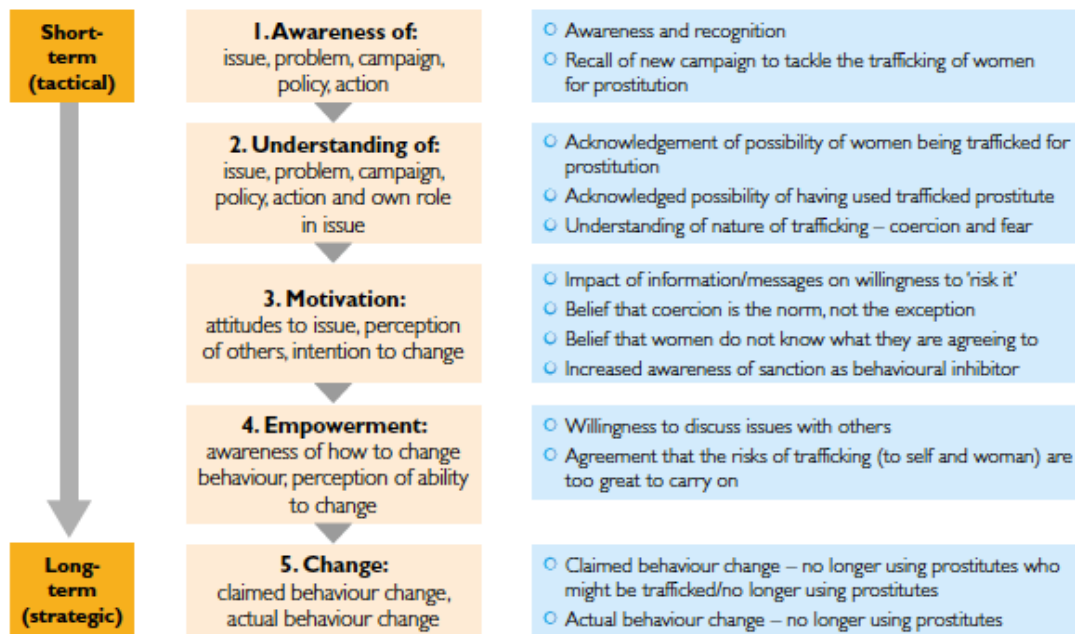 Short-
term
(tactical)
1. Awareness of:
issue, problem, campaign,
policy, action
Awareness and recognition
Recall of new campaign to tackle the trafficking of women
for prostitution
2. Understanding of:
issue, problem, campaign,
policy, action and own role
in issue
Acknowledgement of possibility of women being trafficked for
prostitution
Acknowledged possibility of having used trafficked prostitute
Understanding of nature of trafficking – coercion and fear
3. Motivation:
attitudes to issue, perception
of others, intention to change
Impact of information/messages on willingness to ‘risk it’
Belief that coercion is the norm, not the exception
Belief that women do not know what they are agreeing to
Increased awareness of sanction as behavioural inhibitor
4. Empowerment:
awareness of how to change
behaviour, perception of ability
to change
Willingness to discuss issues with others
Agreement that the risks of trafficking (to self and woman) are
too great to carry on
Long-
term
(strategic)
5. Change:
claimed behaviour change,
actual behaviour change
Claimed behaviour change – no longer using prostitutes who
might be trafficked/no longer using prostitutes
Actual behaviour change – no longer using prostitutes